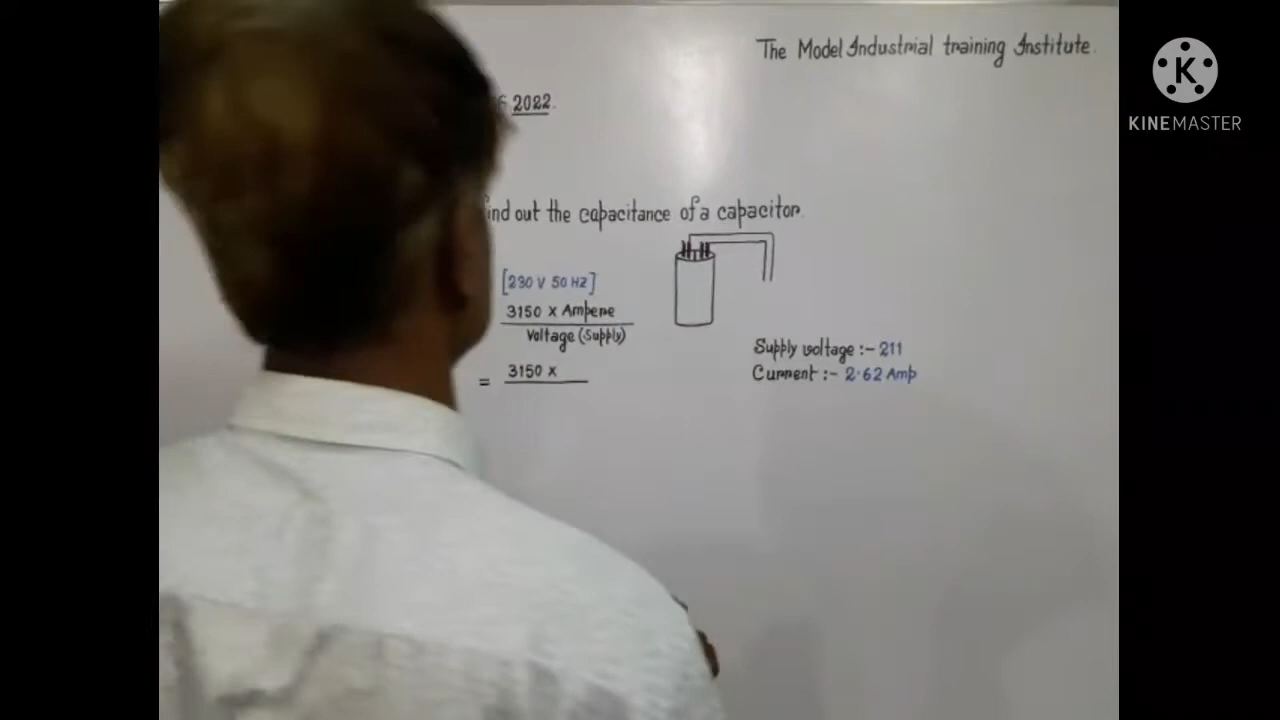 The Model Industrial training Institute.
2022.
find out the capacitance of a capacitor.
[230 V 50 HZ]
3150 x Ampere
Voltage (Supply)
= 3150 x
Supply voltage :- 211
Current :- 2.62 Amp
K
KINEMASTER